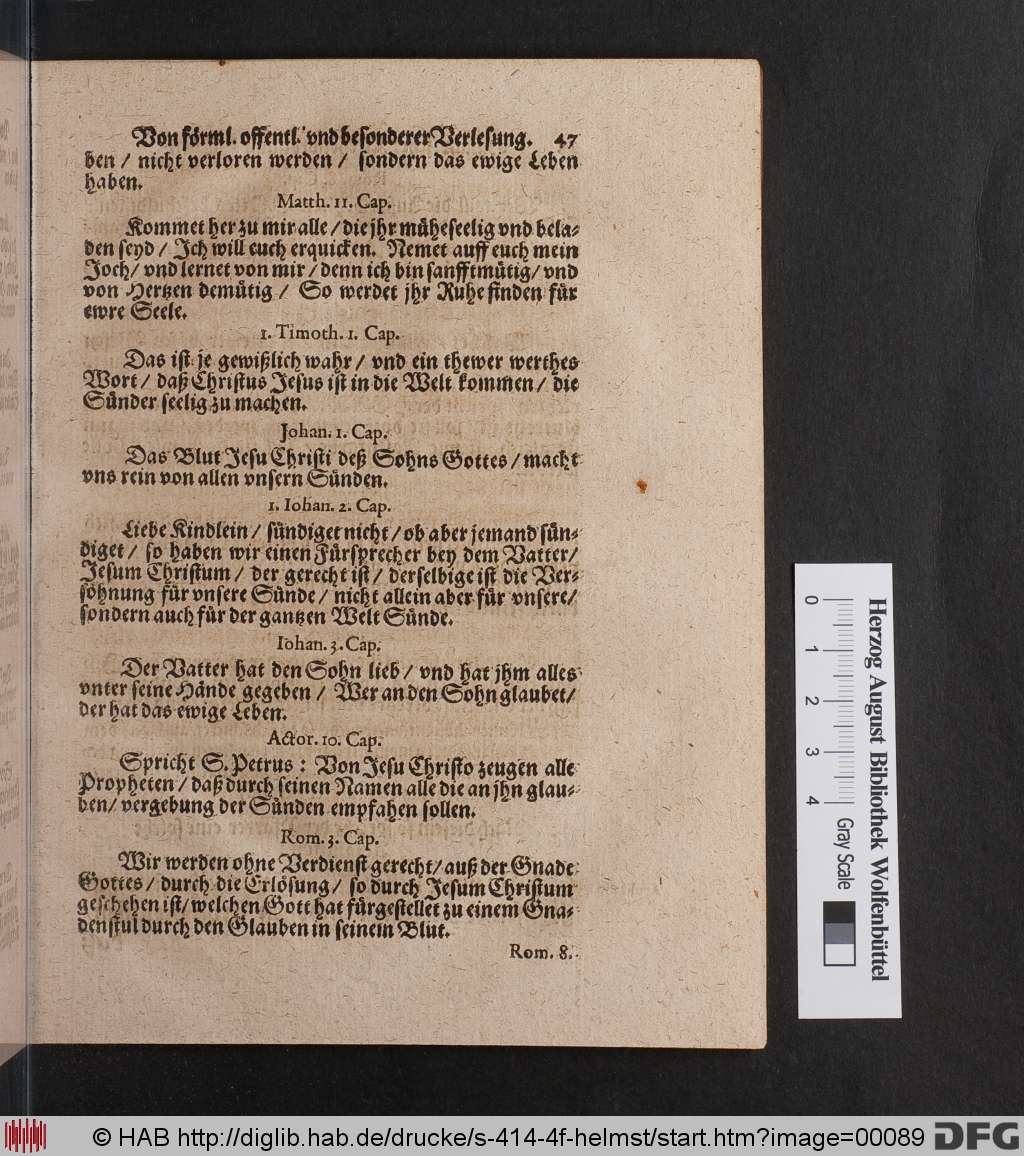 Von förml. offentl. vnd besonderer Verlesung. 47
ben / nicht verloren werden / sondern das ewige Leben
haben.
Matth. 11. Cap.
Kommet her zu mir alle / die jhr müheseelig vnd bela-
den seyd / Ich will euch erquicken. Nemet auff euch mein
Joch / vnd lernet von mir / denn ich bin sanfftmütig / vnd
von Hertzen demütig / So werdet jhr Ruhe finden für
ewre Seele.
1. Timoth. 1. Cap.
Das ist je gewißlich wahr / vnd ein thewer werthes
Wort / daß Christus Jesus ist in die Welt kommen / die
Sünder seelig zu machen.
Johan. 1. Cap.
Das Blut Jesu Christi deß Sohns Gottes / macht
vns rein von allen vnsern Sünden.
1. Iohan. 2. Cap.
Liebe Kindlein / sündiget nicht / ob aber jemand sün-
diget / so haben wir einen Fürsprecher bey dem Vatter /
Jesum Christum / der gerecht ist / derselbige ist die Ver-
söhnung für vnsere Sünde / nicht allein aber für vnsere /
sondern auch für der gantzen Welt Sünde.
Iohan. 3. Cap.
Der Vatter hat den Sohn lieb / vnd hat jhm alles
vnter seine Hände gegeben / Wer an den Sohn glaubet /
der hat das ewige Leben.
Actor. 10. Cap.
Spricht S. Petrus : Von Jesu Christo zeugen alle
Propheten / daß durch seinen Namen alle die an jhn glau-
ben / vergebung der Sünden empfahen sollen.
Rom. 3. Cap.
Wir werden ohne Verdienst gerecht / auß der Gnade
Gottes / durch die Erlösung / so durch Jesum Christum
geschehen ist / welchen Gott hat fürgestellet zu einem Gna-
denstul durch den Glauben in seinem Blut.
Rom. 8.
0 1 2 3 4 Gray Scale
Herzog August Bibliothek Wolfenbüttel
© HAB http://diglib.hab.de/drucke/s-414-4f-helmst/start.htm?image=00089 DFG